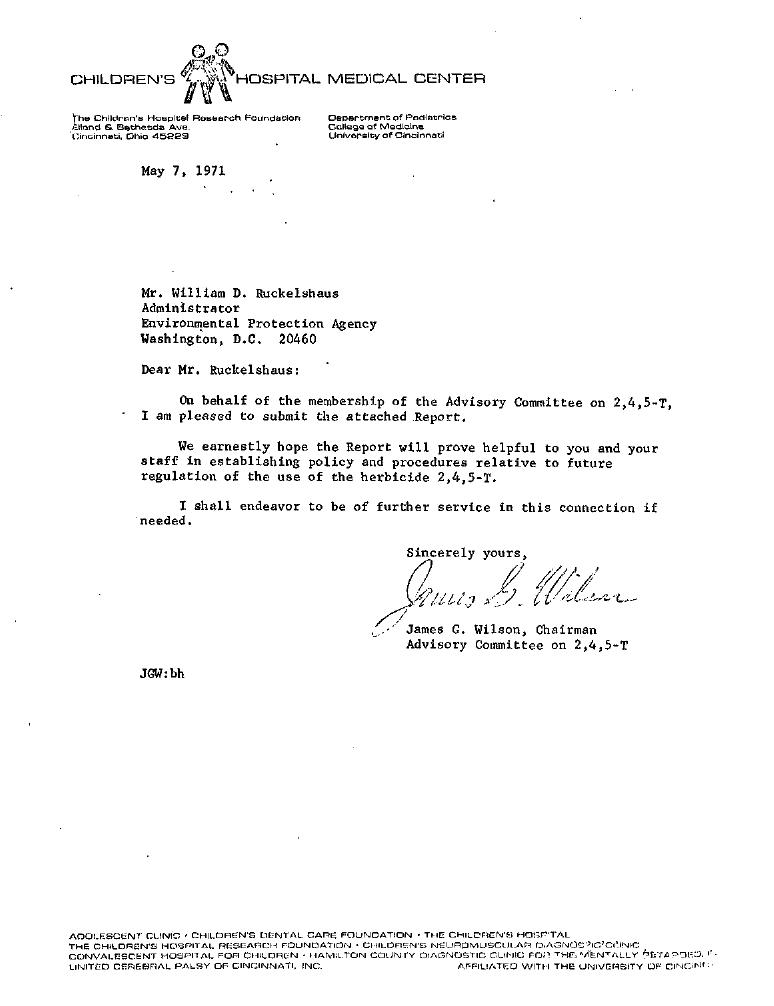 CHILDREN'S HOSPITAL MEDICAL CENTER
The Children's Hospital Research Foundation
Elland & Bethesda Ave.
Cincinnati, Ohio 45229
Department of Pediatrics
College of Medicine
University of Cincinnati
May 7, 1971
Mr. William D. Ruckelshaus
Administrator
Environmental Protection Agency
Washington, D.C. 20460
Dear Mr. Ruckelshaus:
On behalf of the membership of the Advisory Committee on 2,4,5-T,
I am pleased to submit the attached Report.
We earnestly hope the Report will prove helpful to you and your
staff in establishing policy and procedures relative to future
regulation of the use of the herbicide 2,4,5-T.
I shall endeavor to be of further service in this connection if
needed.
Sincerely yours,
James G. Wilson
James G. Wilson, Chairman
Advisory Committee on 2,4,5-T
JGW:bh
ADOLESCENT CLINIC · CHILDREN'S DENTAL CARE FOUNDATION · THE CHILDREN'S HOSPITAL
THE CHILDREN'S HOSPITAL RESEARCH FOUNDATION · CHILDREN'S NEUROMUSCULAR DIAGNOSTIC CLINIC
CONVALESCENT HOSPITAL FOR CHILDREN · HAMILTON COUNTY DIAGNOSTIC CLINIC FOR THE MENTALLY RETARDED,
UNITED CEREBRAL PALSY OF CINCINNATI, INC. AFFILIATED WITH THE UNIVERSITY OF CINCINN